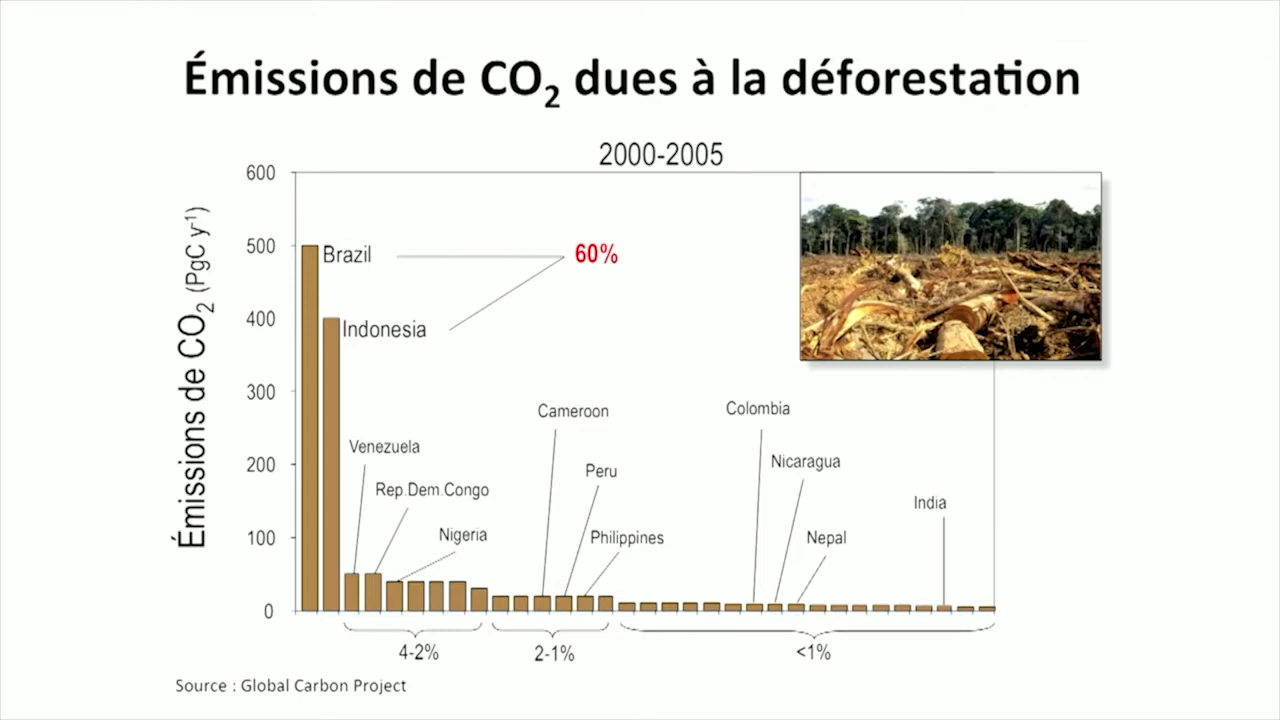 Émissions de CO2 dues à la déforestation
2000-2005
Émissions de CO2 (PgC y-1)
600
500
400
300
200
100
0
Brazil
60%
Indonesia
Cameroon
Colombia
Venezuela
Peru
Nicaragua
Rep.Dem.Congo
India
Nigeria
Philippines
Nepal
4-2%
2-1%
<1%
Source : Global Carbon Project